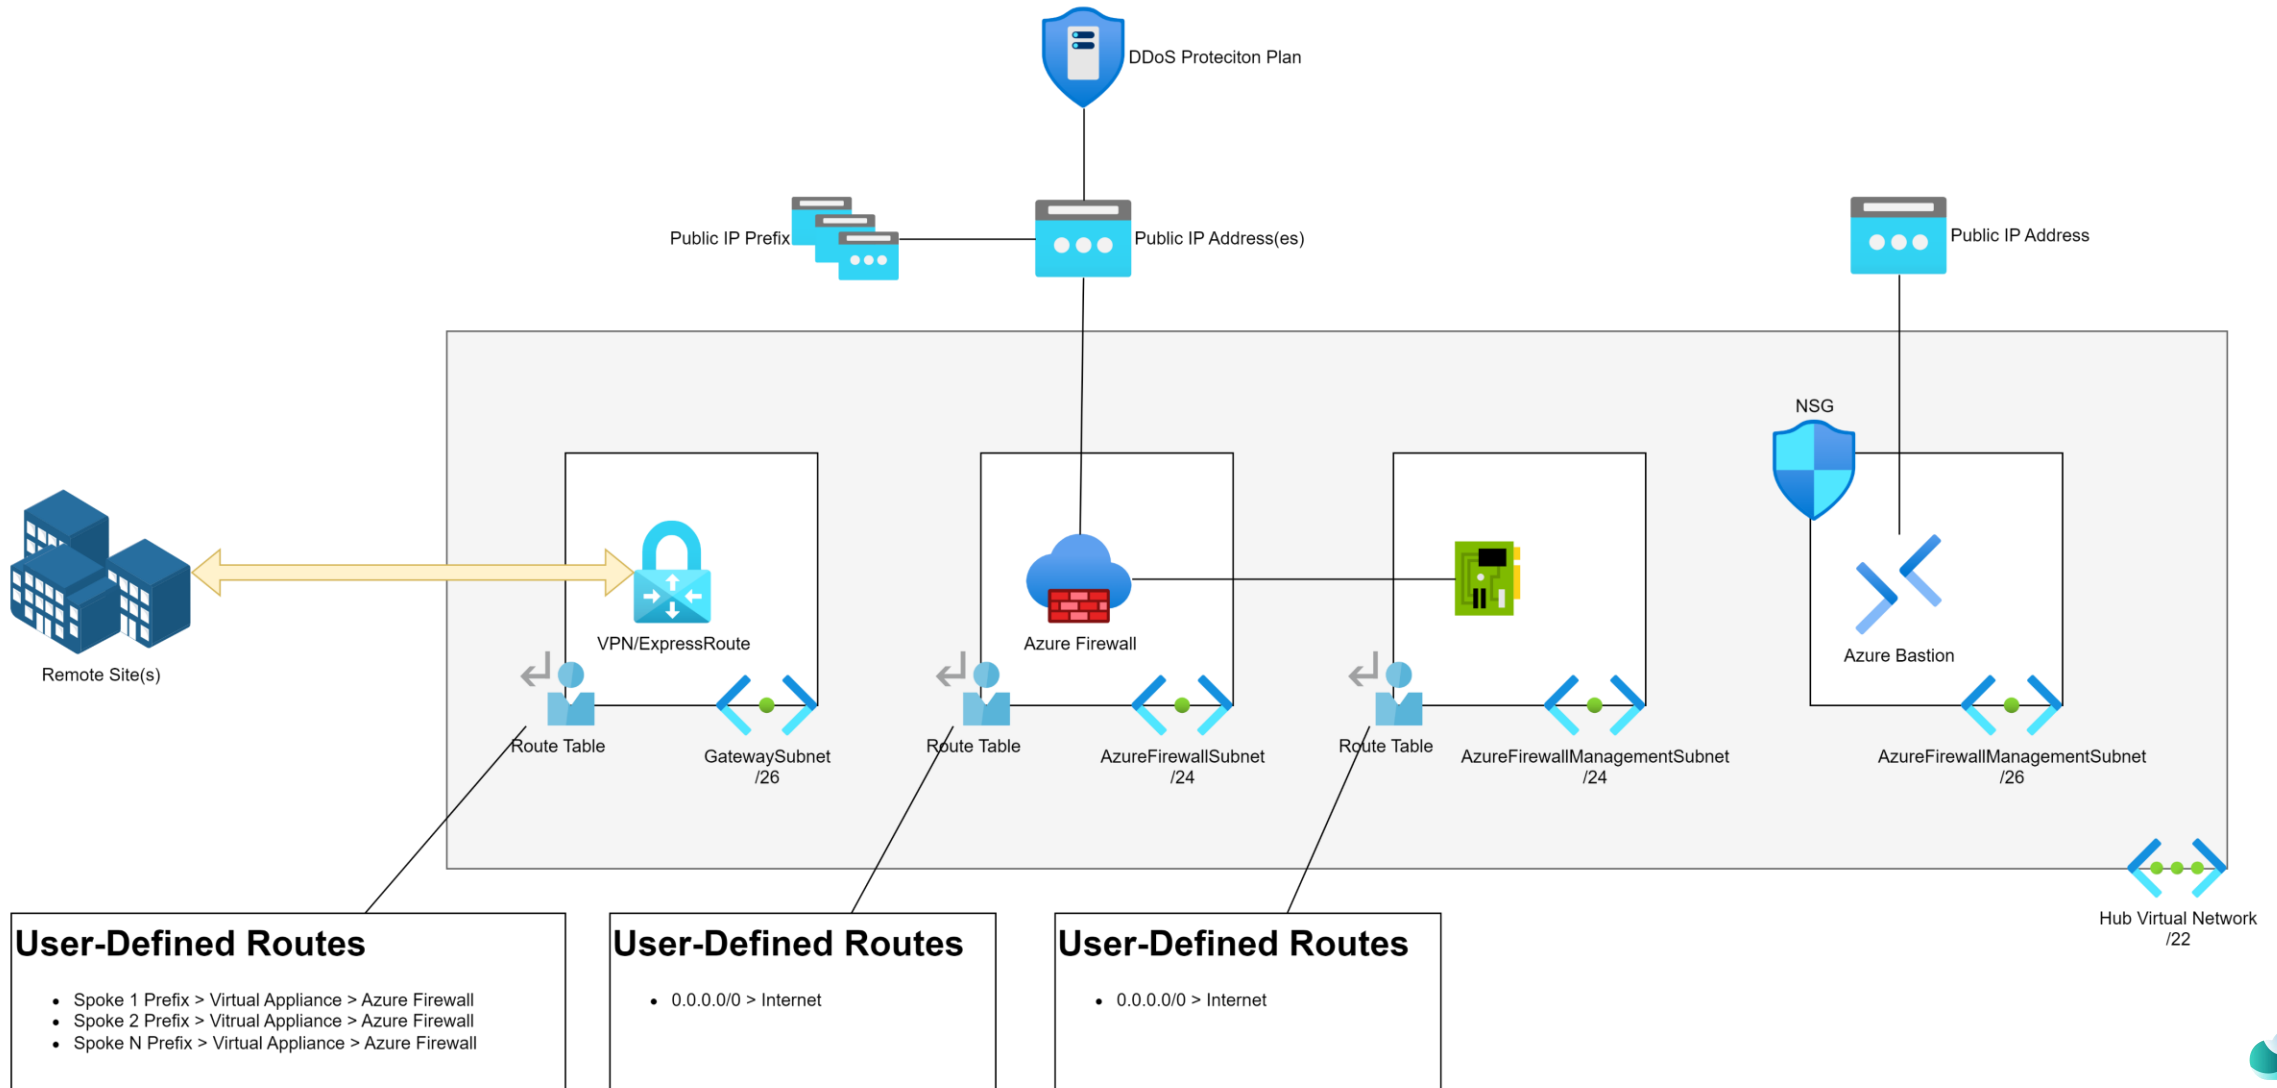 DDoS Proteciton Plan
Public IP Prefix
Public IP Address(es)
Public IP Address
NSG
VPN/ExpressRoute
Azure Firewall
Azure Bastion
Remote Site(s)
Route Table
GatewaySubnet
/26
Route Table
AzureFirewallSubnet
/24
Route Table
AzureFirewallManagementSubnet
/24
AzureFirewallManagementSubnet
/26
Hub Virtual Network
/22
User-Defined Routes
• Spoke 1 Prefix > Virtual Appliance > Azure Firewall
• Spoke 2 Prefix > Vitrual Appliance > Azure Firewall
• Spoke N Prefix > Virtual Appliance > Azure Firewall
User-Defined Routes
• 0.0.0.0/0 > Internet
User-Defined Routes
• 0.0.0.0/0 > Internet